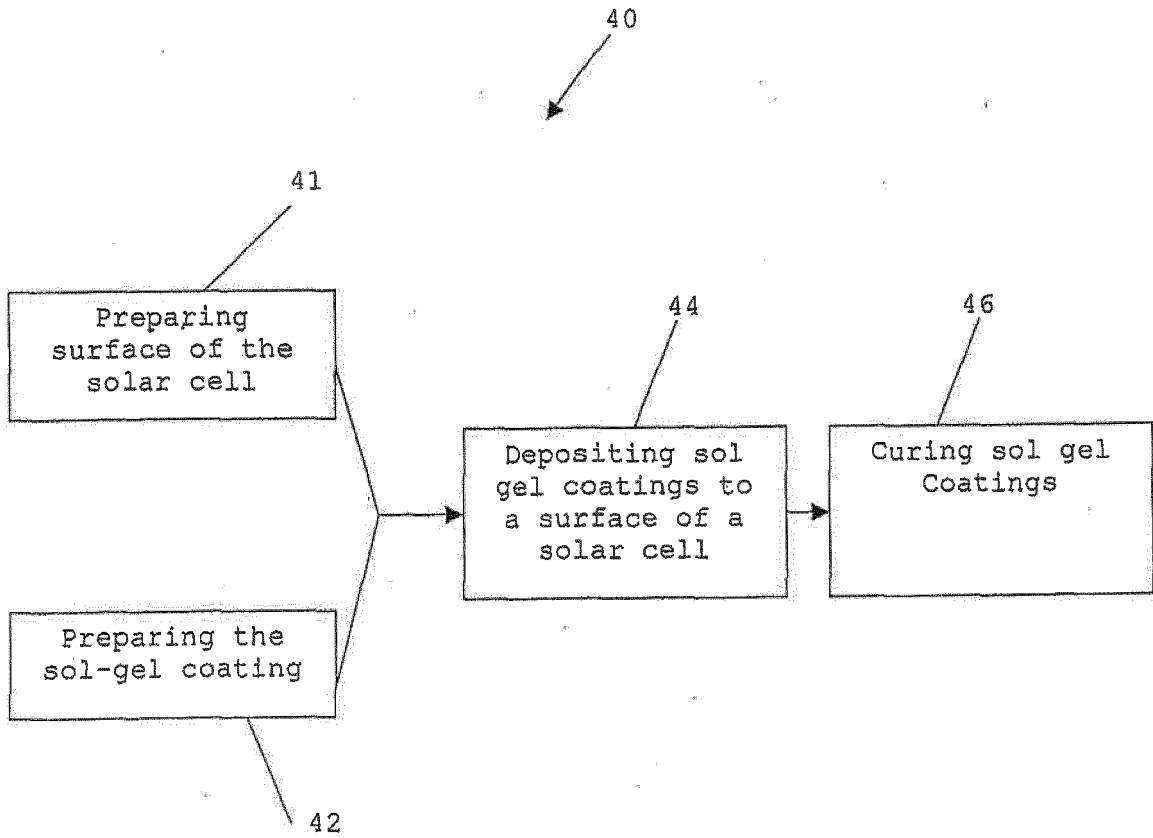 40
41
Preparing
surface of the
solar cell
44
46
Depositing sol
gel coatings to
a surface of a
solar cell
Curing sol gel
Coatings
Preparing the
sol-gel coating
42